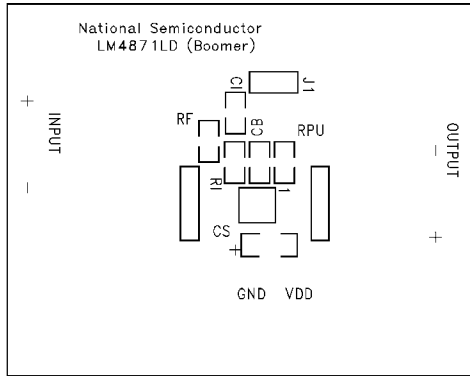 National Semiconductor
LM4871LD (Boomer)
CI
J1
+
RF
CB
RPU
INPUT
OUTPUT
-
-
RI
1
CS
+
+
GND VDD